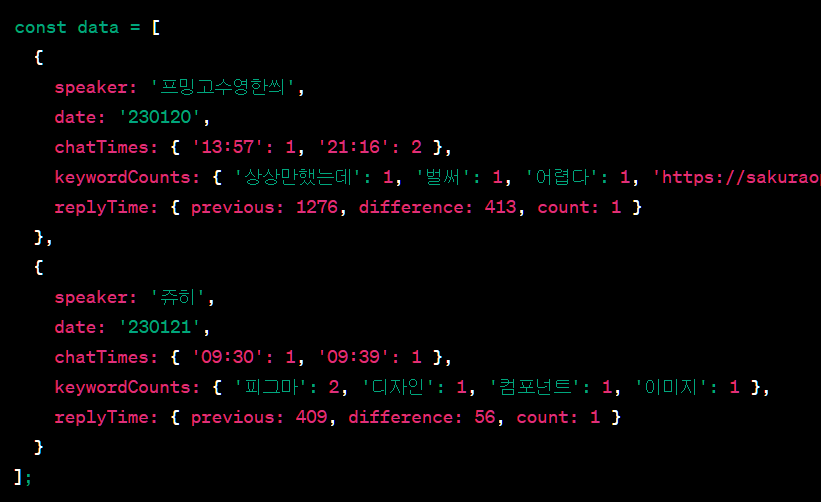 const data = [
{
speaker: '프밍고수영한씌',
date: '230120',
chatTimes: { '13:57': 1, '21:16': 2 },
keywordCounts: { '상상만했는데': 1, '벌써': 1, '어렵다': 1, 'https://sakuraor
replyTime: { previous: 1276, difference: 413, count: 1 }
},
{
speaker: '쥬히',
date: '230121',
chatTimes: { '09:30': 1, '09:39': 1 },
keywordCounts: { '피그마': 2, '디자인': 1, '컴포넌트': 1, '이미지': 1 },
replyTime: { previous: 409, difference: 56, count: 1 }
}
];